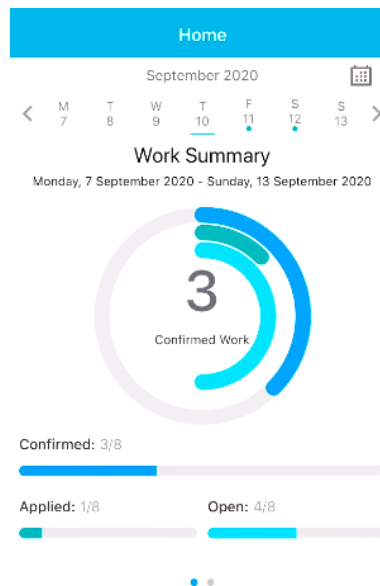 Home
September 2020
M T W T F S S
7 8 9 10 11 12 13
Work Summary
Monday, 7 September 2020 - Sunday, 13 September 2020
3
Confirmed Work
Confirmed: 3/8
Applied: 1/8 Open: 4/8